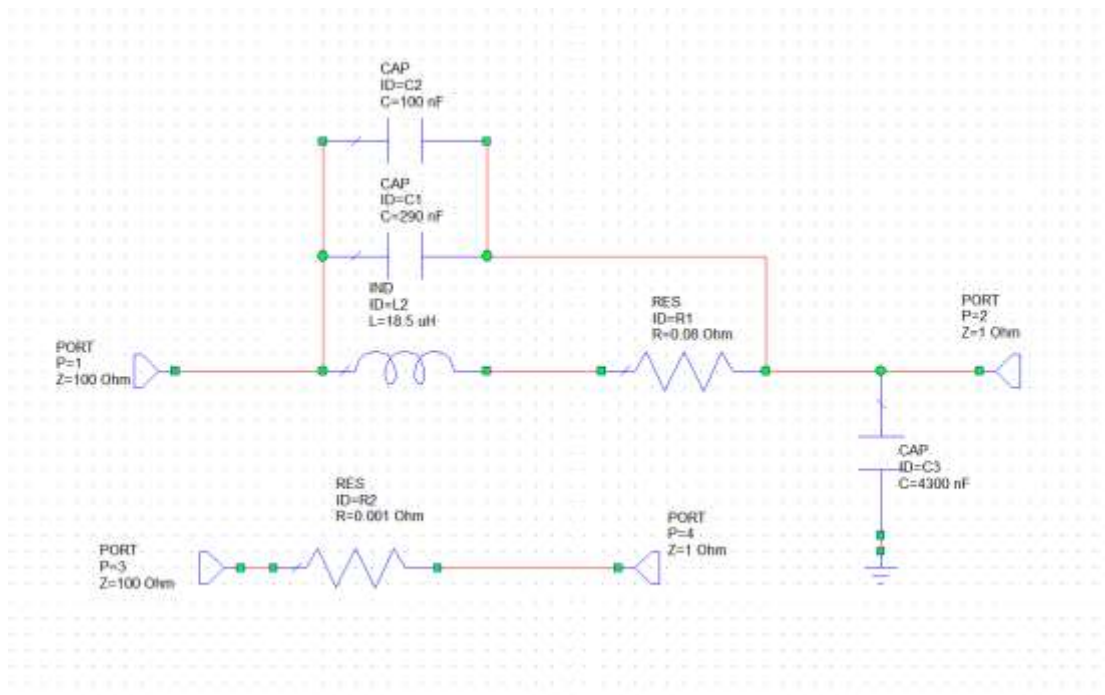 CAP
ID=C2
C=100 nF
CAP
ID=C1
C=290 nF
IND
ID=L2
L=18.5 uH
RES
ID=R1
R=0.08 Ohm
PORT
P=2
Z=1 Ohm
PORT
P=1
Z=100 Ohm
CAP
ID=C3
C=4300 nF
RES
ID=R2
R=0.001 Ohm
PORT
P=4
Z=1 Ohm
PORT
P=3
Z=100 Ohm